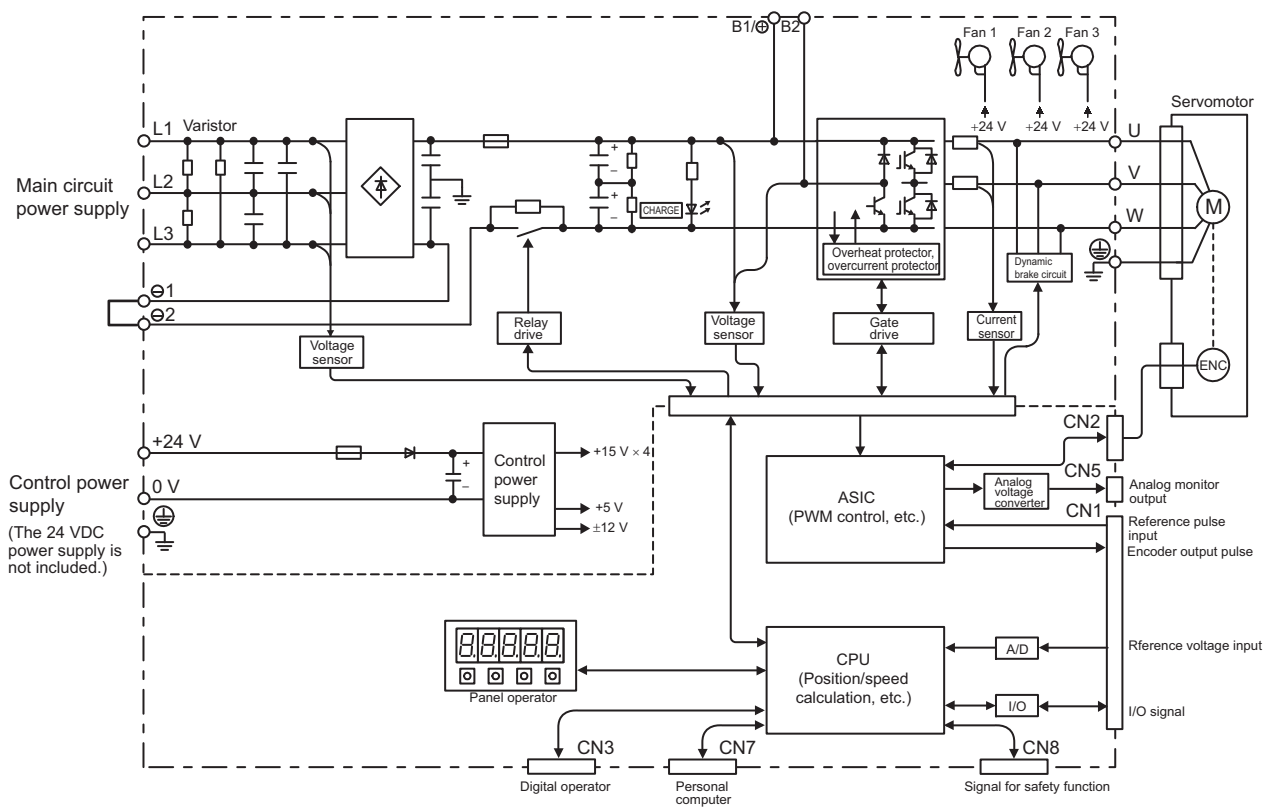 B1/⊕ B2
Fan 1 Fan 2 Fan 3
+24 V +24 V +24 V
Servomotor
Main circuit
power supply
L1
L2
L3
Varistor
CHARGE
Overheat protector,
overcurrent protector
Dynamic
brake circuit
U
V
W
M
ENC
⊖1
⊖2
Voltage
sensor
Relay
drive
Voltage
sensor
Gate
drive
Current
sensor
Control power
supply
(The 24 VDC
power supply is
not included.)
+24 V
0 V
+
–
+
–
+
–
Control
power
supply
+15 V × 4
+5 V
±12 V
ASIC
(PWM control, etc.)
Analog
voltage
converter
CN2
CN5
Analog monitor
output
CN1
Reference pulse
input
Encoder output pulse
Rference voltage input
I/O signal
A/D
I/O
CPU
(Position/speed
calculation, etc.)
8.8.8.8.8.
Panel operator
CN3
Digital operator
CN7
Personal
computer
CN8
Signal for safety function